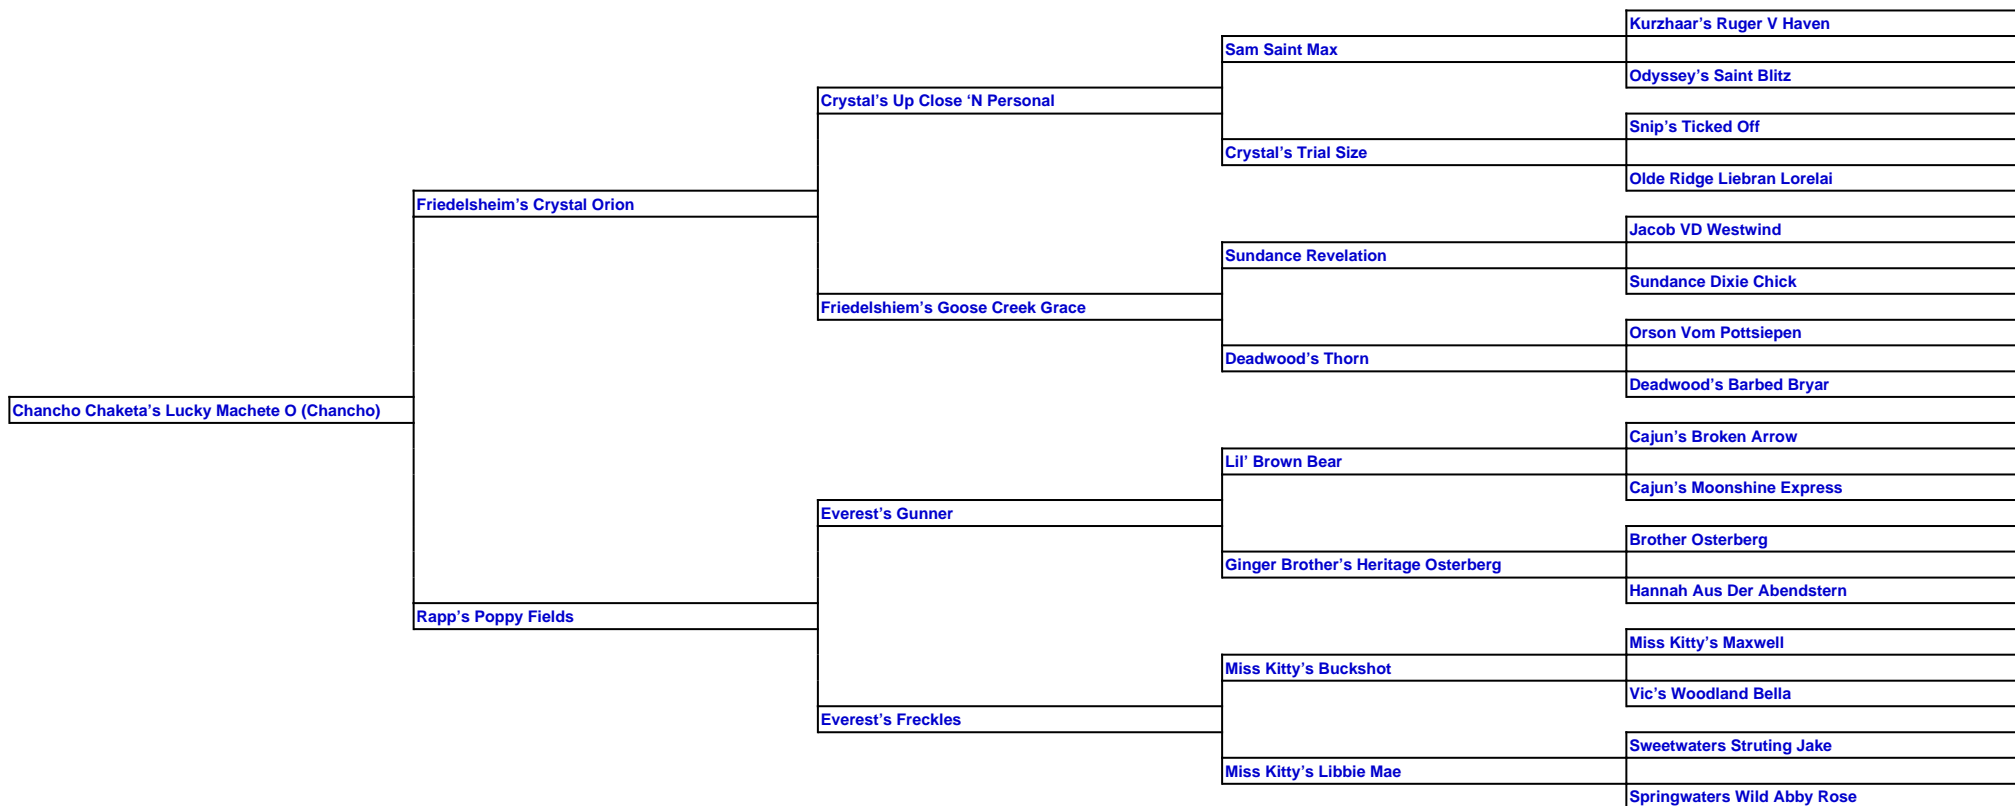 Kurzhaar’s Ruger V Haven
Sam Saint Max
Odyssey’s Saint Blitz
Crystal’s Up Close ‘N Personal
Snip’s Ticked Off
Crystal’s Trial Size
Olde Ridge Liebran Lorelai
Friedelsheim’s Crystal Orion
Jacob VD Westwind
Sundance Revelation
Sundance Dixie Chick
Friedelshiem’s Goose Creek Grace
Orson Vom Pottsiepen
Deadwood’s Thorn
Deadwood’s Barbed Bryar
Chancho Chaketa’s Lucky Machete O (Chancho)
Cajun’s Broken Arrow
Lil’ Brown Bear
Cajun’s Moonshine Express
Everest’s Gunner
Brother Osterberg
Ginger Brother’s Heritage Osterberg
Hannah Aus Der Abendstern
Rapp’s Poppy Fields
Miss Kitty’s Maxwell
Miss Kitty’s Buckshot
Vic’s Woodland Bella
Everest’s Freckles
Sweetwaters Struting Jake
Miss Kitty’s Libbie Mae
Springwaters Wild Abby Rose